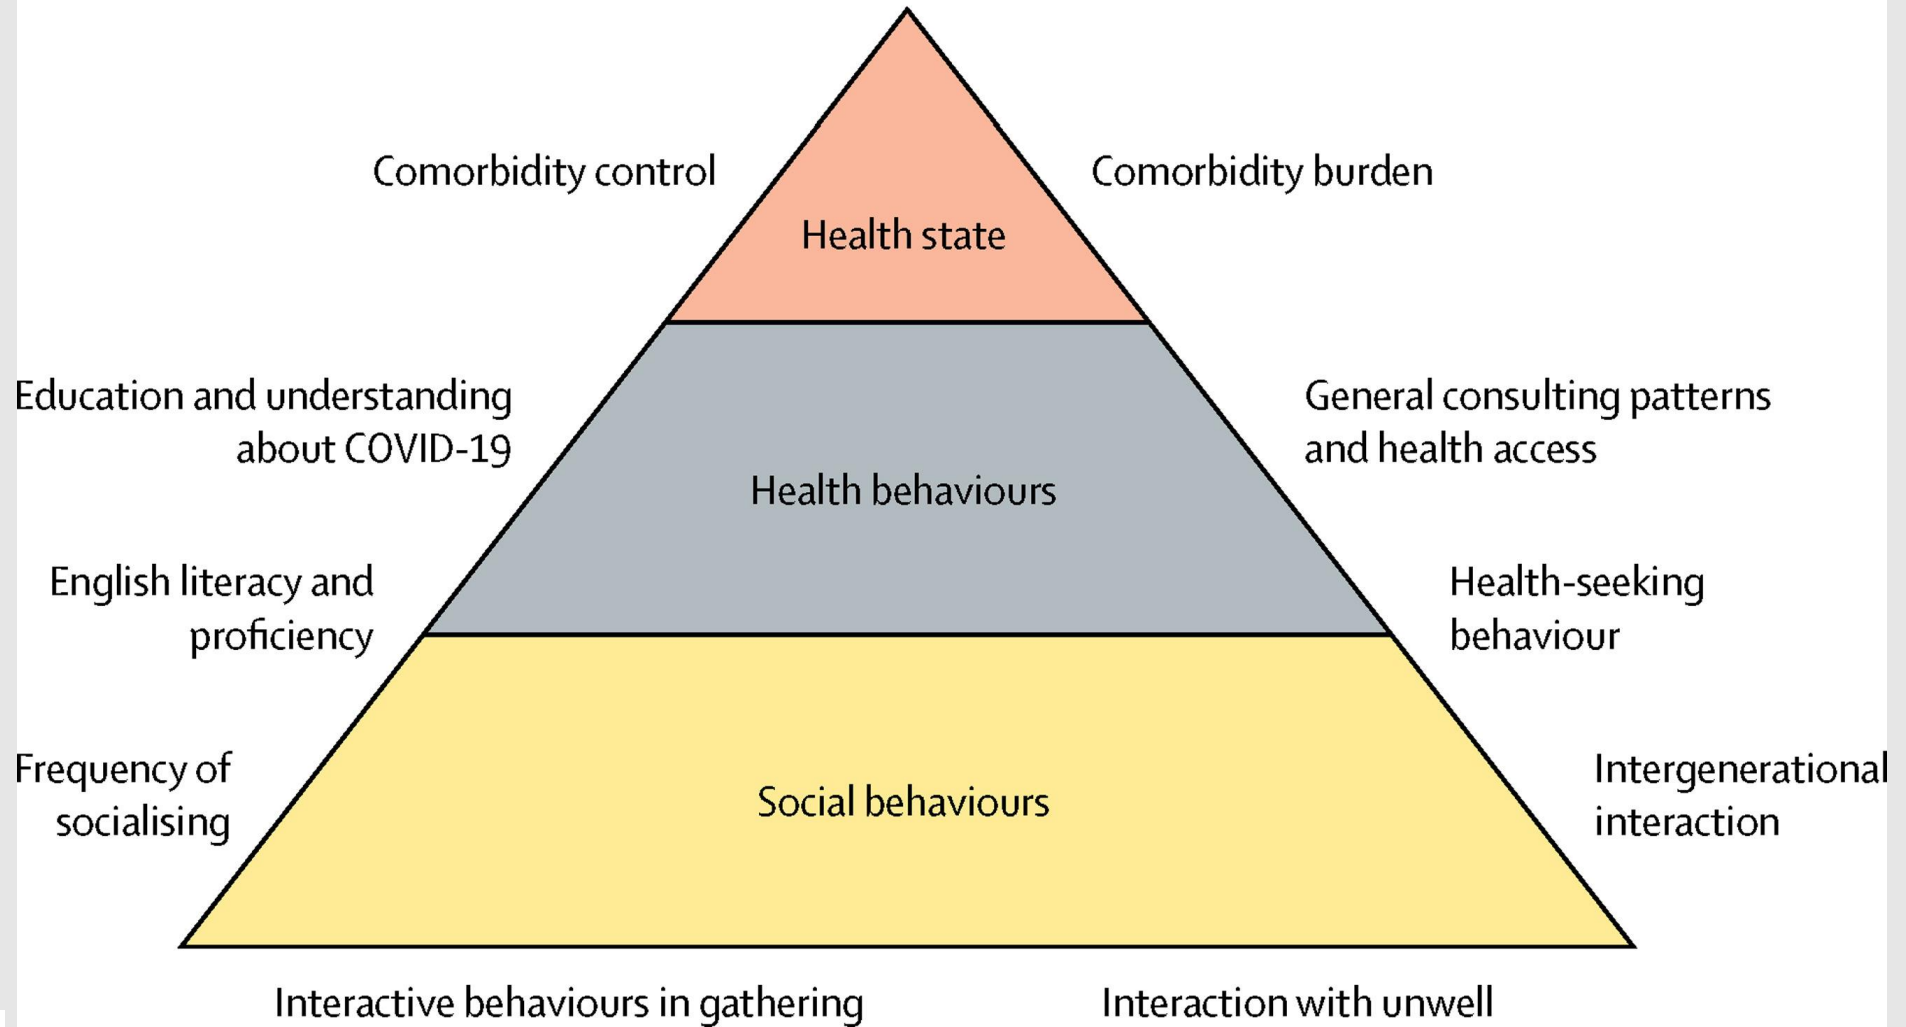 Comorbidity control
Comorbidity burden
Health state
Education and understanding
about COVID-19
General consulting patterns
and health access
Health behaviours
English literacy and
proficiency
Health-seeking
behaviour
Frequency of
socialising
Intergenerational
interaction
Social behaviours
Interactive behaviours in gathering
Interaction with unwell